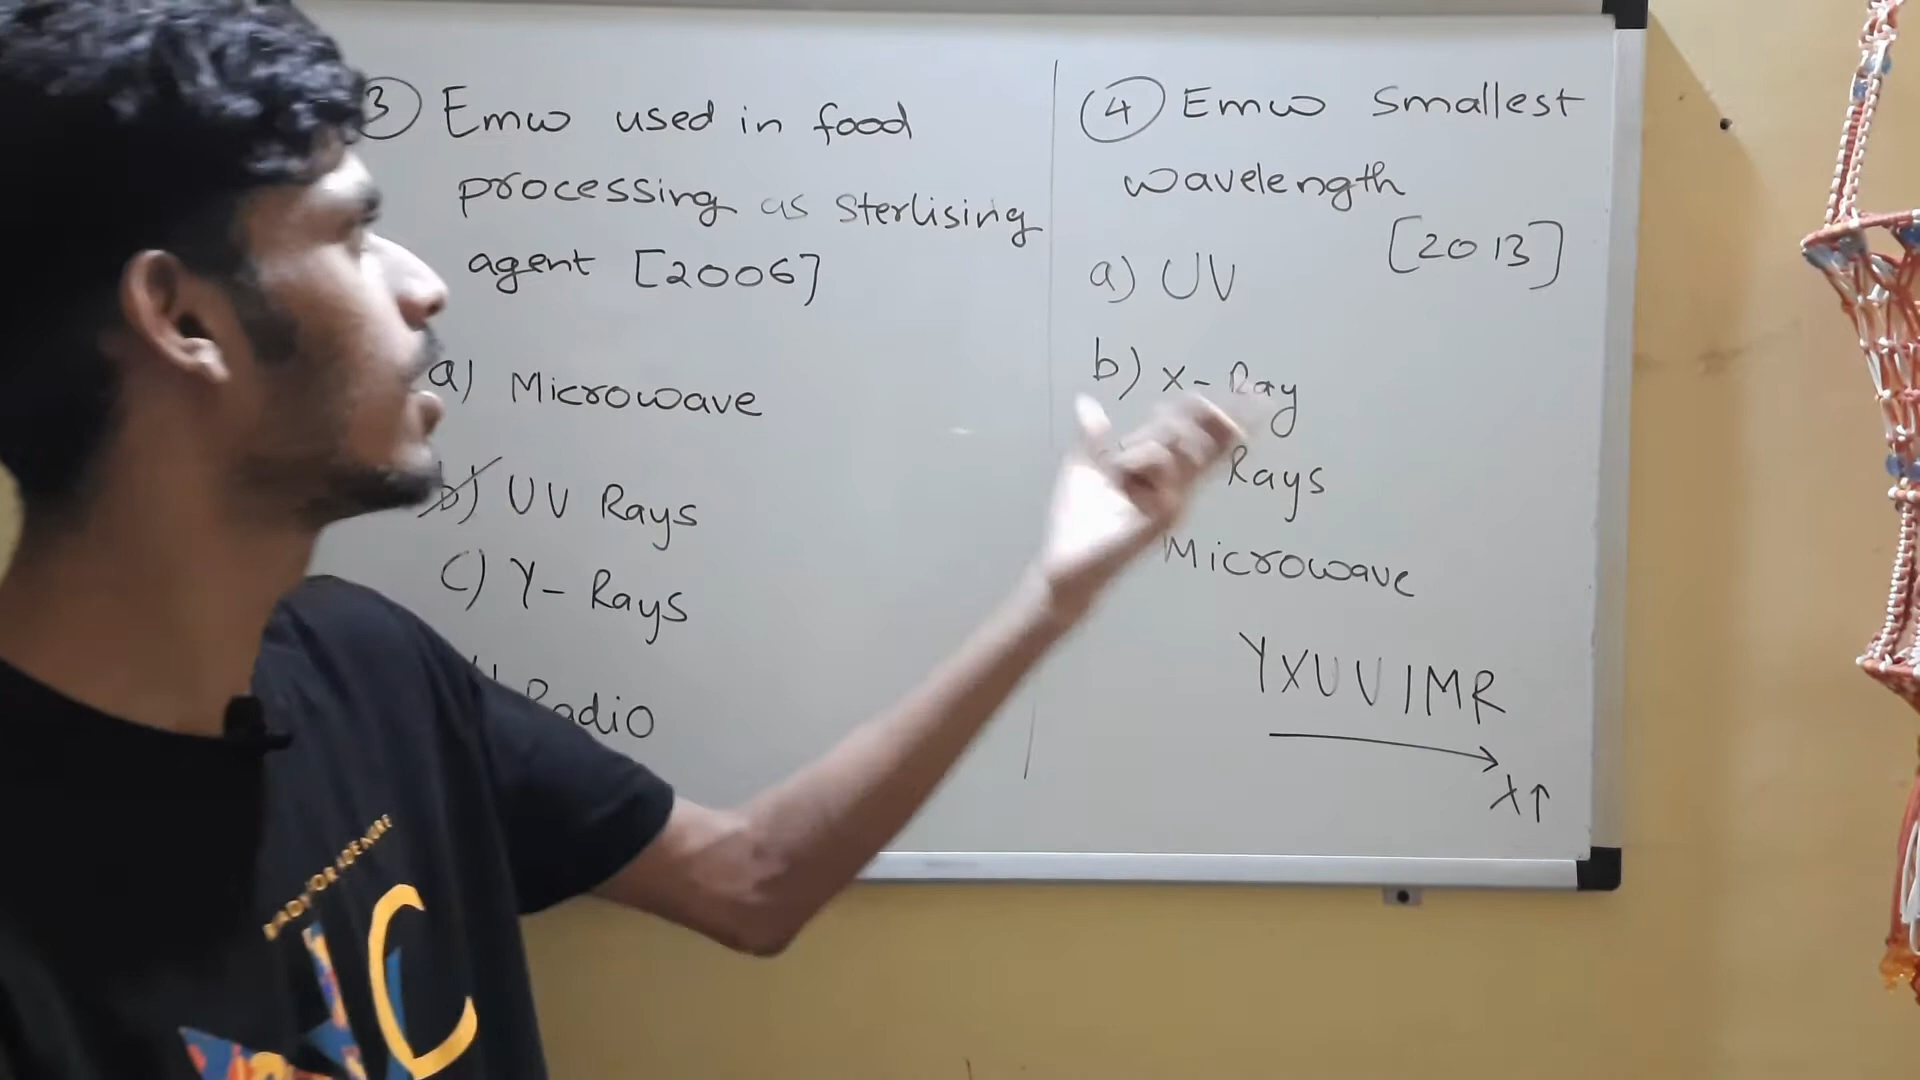 3 Emw used in food
processing as Sterlising
agent [2006]
a) Microwave
b) UV Rays
c) γ- Rays
Radio
4 Emw Smallest
wavelength
[2013]
a) UV
b) X-Ray
Rays
Microwave
γXUVIMR
λ↑